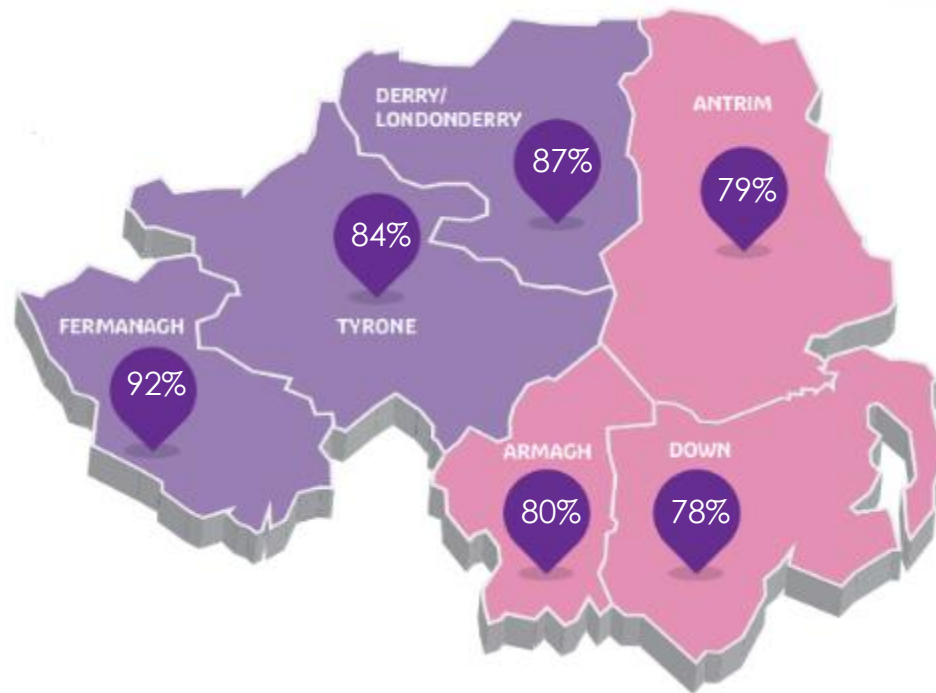 DERRY/
LONDONDERRY
87%
ANTRIM
79%
84%
TYRONE
FERMANAGH
92%
ARMAGH
80%
DOWN
78%